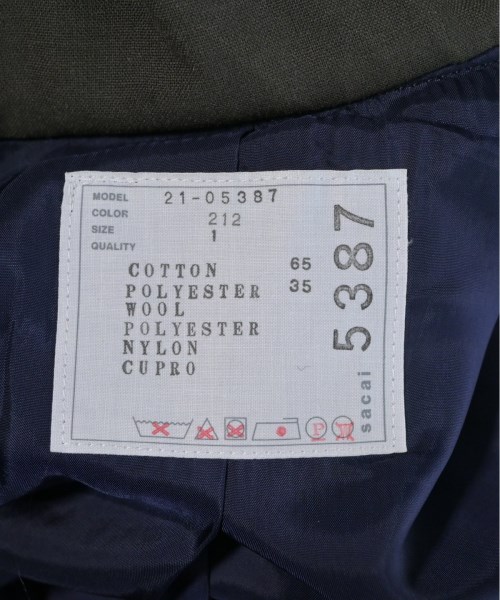 MODEL 21-05387
COLOR 212
SIZE 1
QUALITY
COTTON 65
POLYESTER 35
WOOL
POLYESTER
NYLON
CUPRO
5387
sacai
P